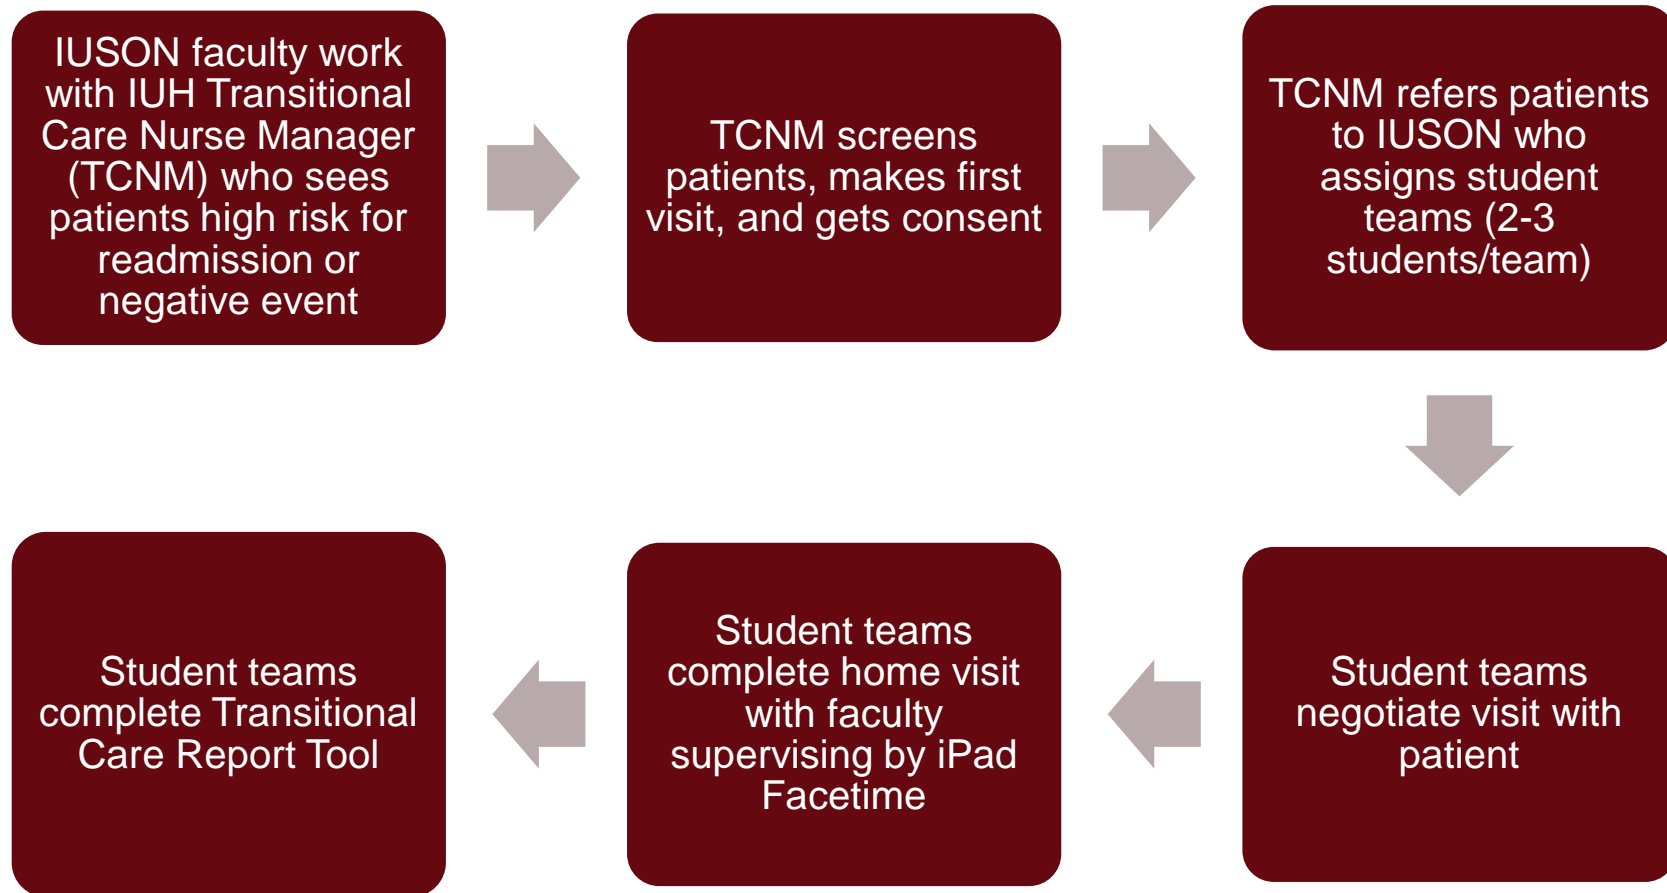 IUSON faculty work
with IUH Transitional
Care Nurse Manager
(TCNM) who sees
patients high risk for
readmission or
negative event
TCNM screens
patients, makes first
visit, and gets consent
TCNM refers patients
to IUSON who
assigns student
teams (2-3
students/team)
Student teams
negotiate visit with
patient
Student teams
complete home visit
with faculty
supervising by iPad
Facetime
Student teams
complete Transitional
Care Report Tool